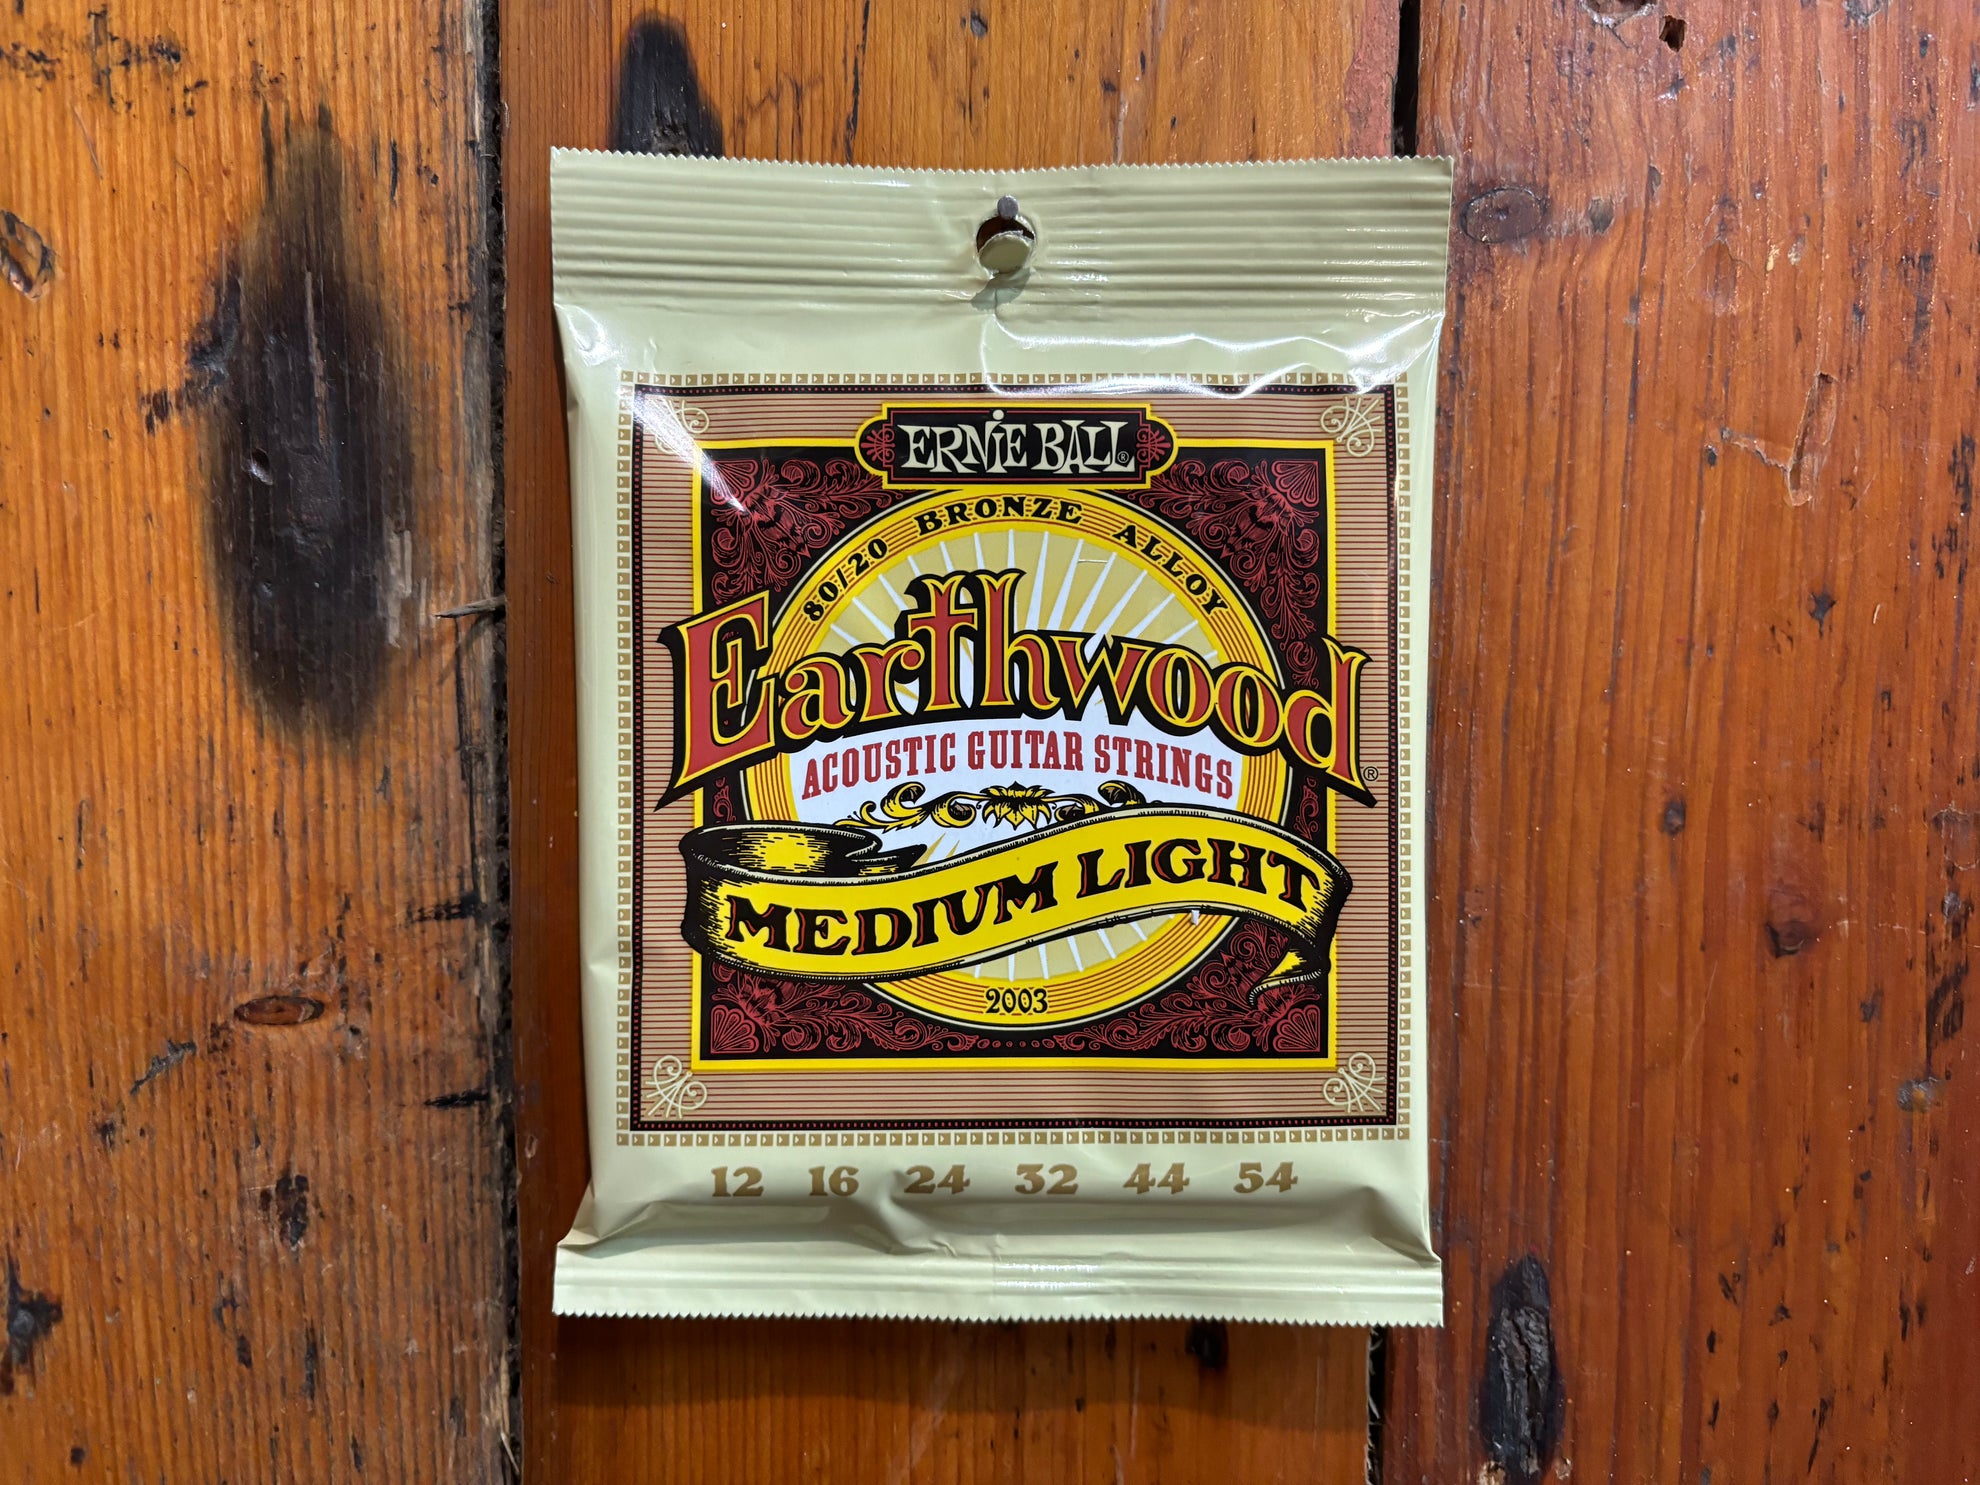 ERNIE BALL®
80/20 BRONZE ALLOY
Earthwood®
ACOUSTIC GUITAR STRINGS
MEDIUM LIGHT
2003
12 16 24 32 44 54